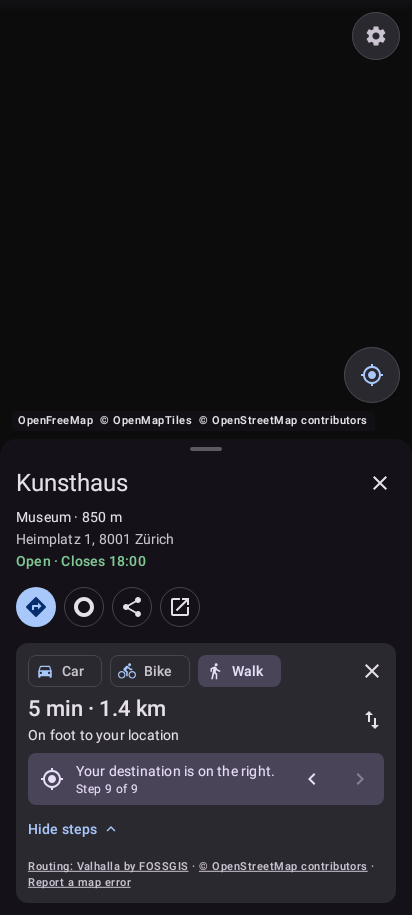 OpenFreeMap © OpenMapTiles © OpenStreetMap contributors
Kunsthaus
Museum · 850 m
Heimplatz 1, 8001 Zürich
Open · Closes 18:00
Car Bike Walk
5 min · 1.4 km
On foot to your location
Your destination is on the right.
Step 9 of 9
Hide steps
Routing: Valhalla by FOSSGIS · © OpenStreetMap contributors ·
Report a map error